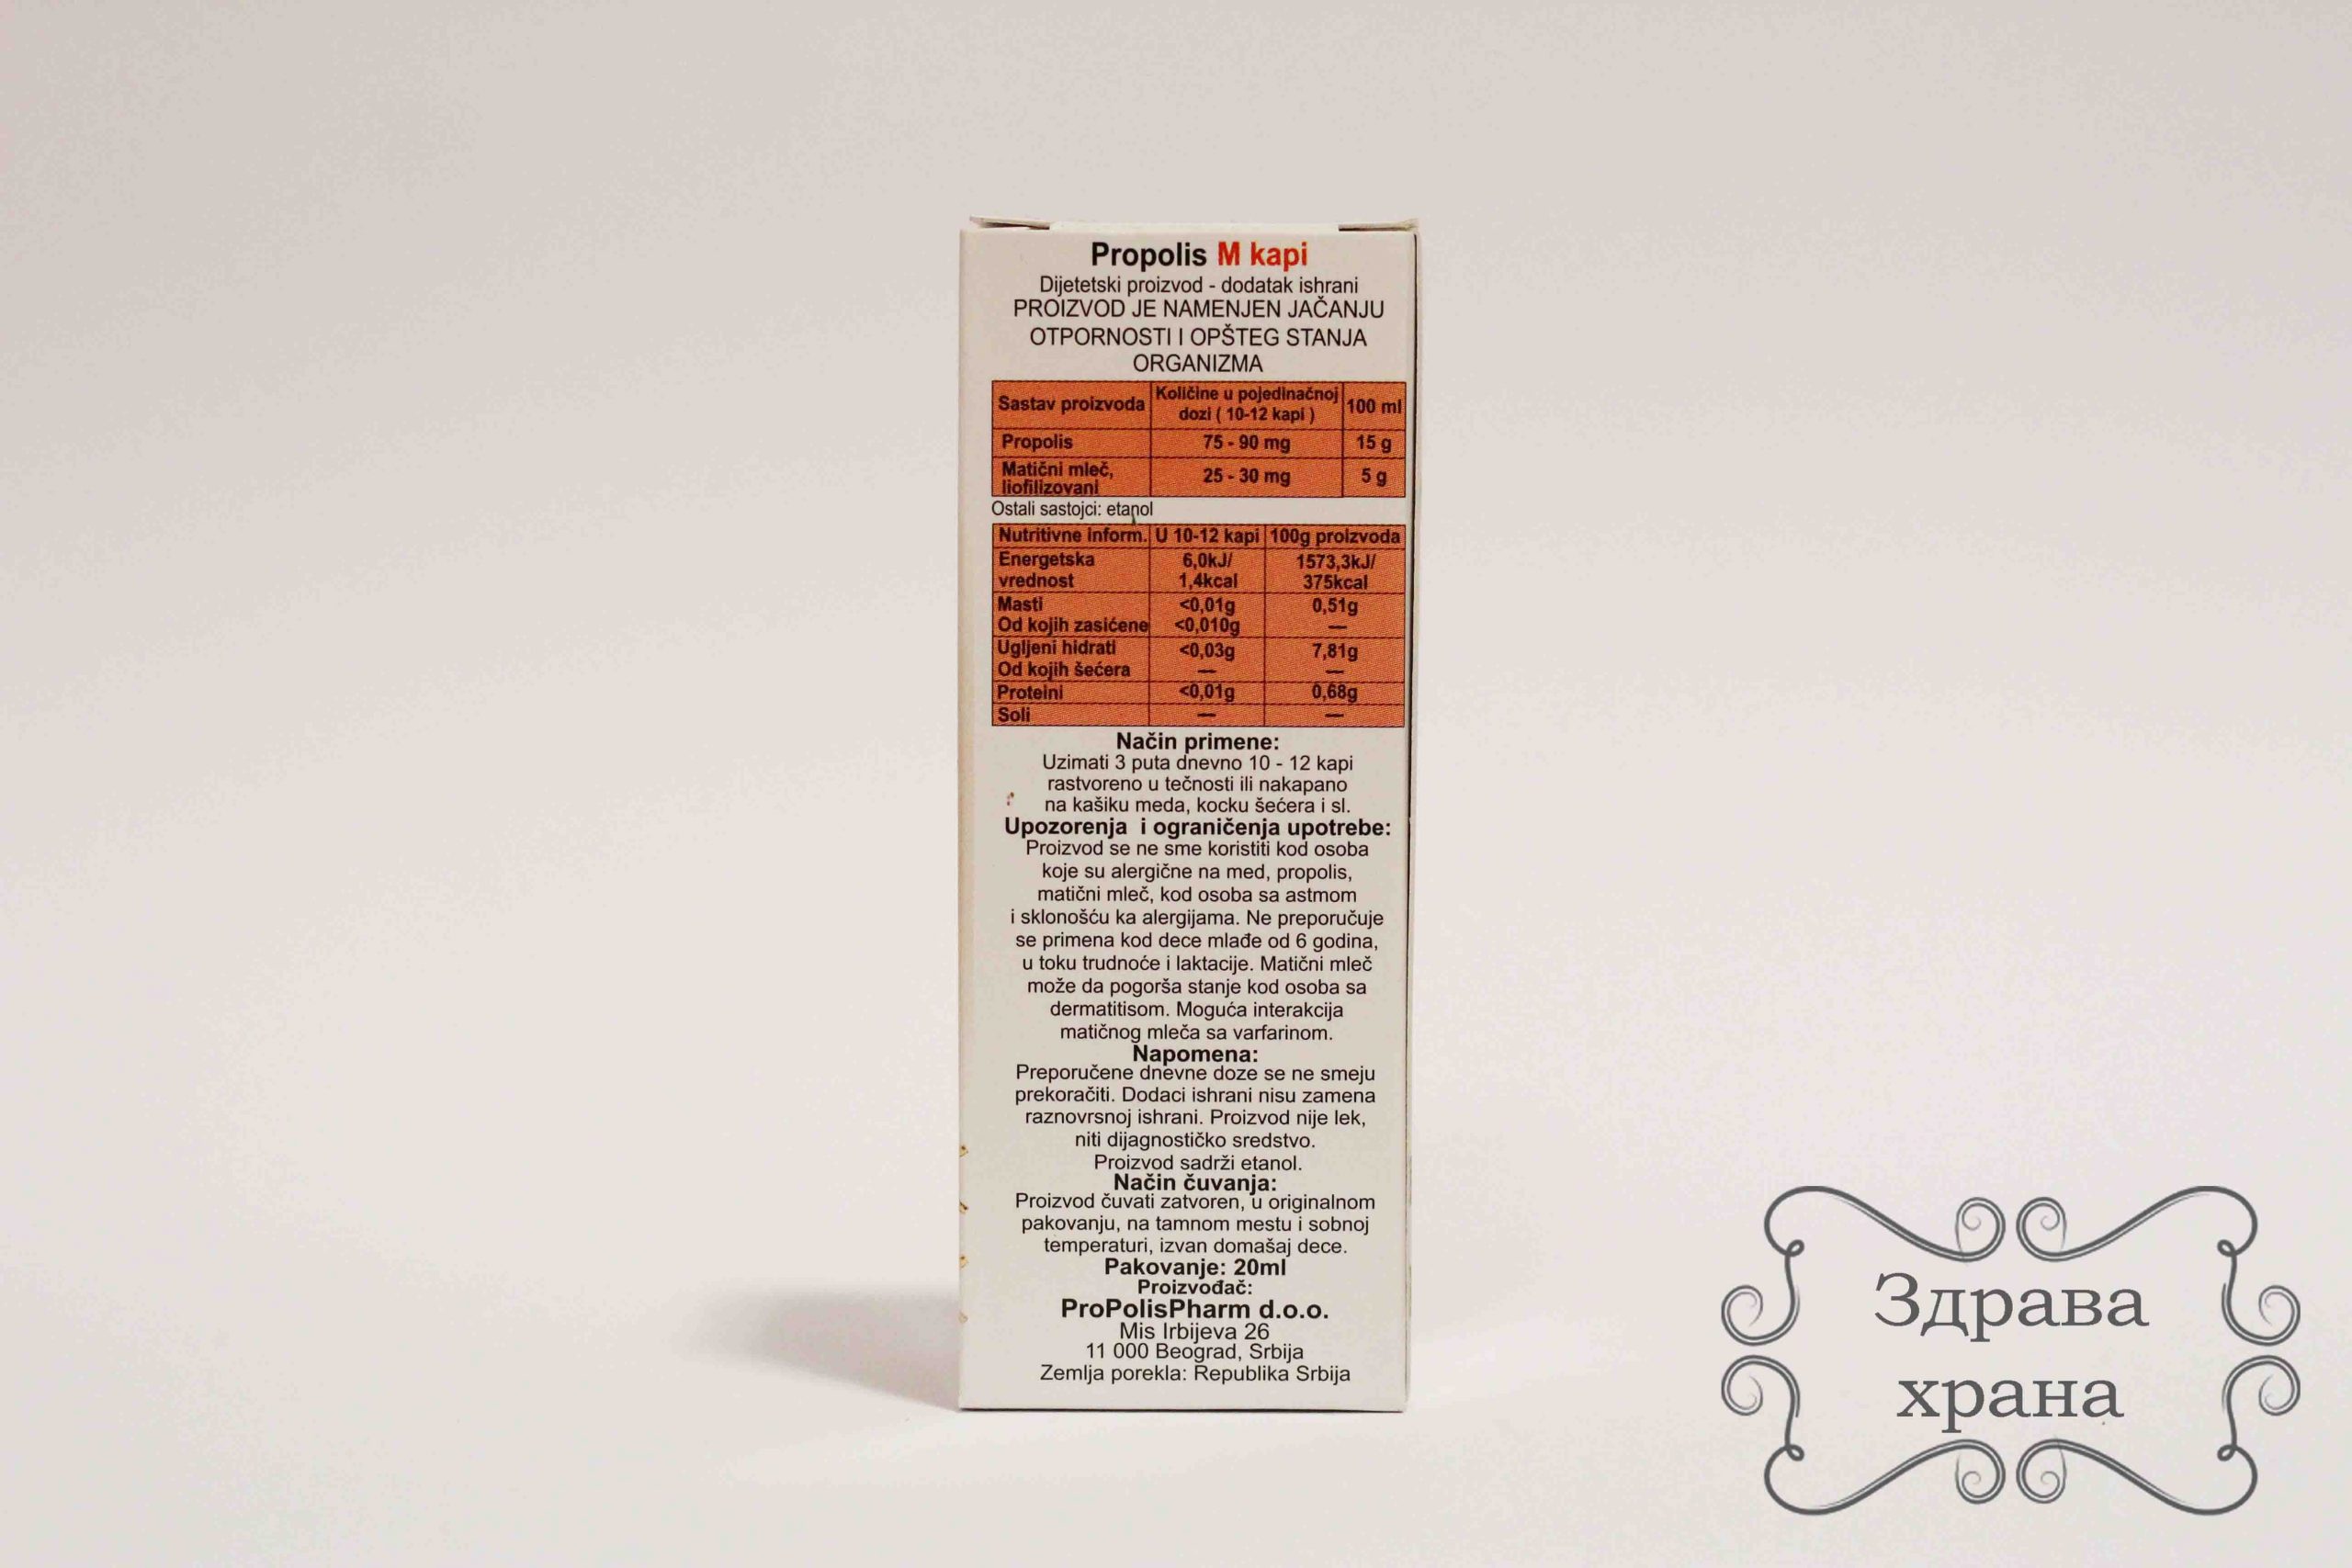 Propolis M kapi
Dijetetski proizvod - dodatak ishrani
PROIZVOD JE NAMENJEN JAČANJU
OTPORNOSTI I OPŠTEG STANJA
ORGANIZMA
Sastav proizvoda Količine u pojedinačnoj dozi ( 10-12 kapi ) 100 ml
Propolis 75 - 90 mg 15 g
Matični mleč, liofilizovani 25 - 30 mg 5 g
Ostali sastojci: etanol
Nutritivne inform. U 10-12 kapi 100g proizvoda
Energetska 6,0kJ/ 1573,3kJ/
vrednost 1,4kcal 375kcal
Masti <0,01g 0,51g
Od kojih zasićene <0,010g —
Ugljeni hidrati <0,03g 7,81g
Od kojih šećera — —
Proteini <0,01g 0,68g
Soli — —
Način primene:
Uzimati 3 puta dnevno 10 - 12 kapi
rastvoreno u tečnosti ili nakapano
na kašiku meda, kocku šećera i sl.
Upozorenja i ograničenja upotrebe:
Proizvod se ne sme koristiti kod osoba
koje su alergične na med, propolis,
matični mleč, kod osoba sa astmom
i sklonošću ka alergijama. Ne preporučuje
se primena kod dece mlađe od 6 godina,
u toku trudnoće i laktacije. Matični mleč
može da pogorša stanje kod osoba sa
dermatitisom. Moguća interakcija
matičnog mleča sa varfarinom.
Napomena:
Preporučene dnevne doze se ne smeju
prekoračiti. Dodaci ishrani nisu zamena
raznovrsnoj ishrani. Proizvod nije lek,
niti dijagnostičko sredstvo.
Proizvod sadrži etanol.
Način čuvanja:
Proizvod čuvati zatvoren, u originalnom
pakovanju, na tamnom mestu i sobnoj
temperaturi, izvan domašaj dece.
Pakovanje: 20ml
Proizvođač:
ProPolisPharm d.o.o.
Mis Irbijeva 26
11 000 Beograd, Srbija
Zemlja porekla: Republika Srbija
Здрава
храна